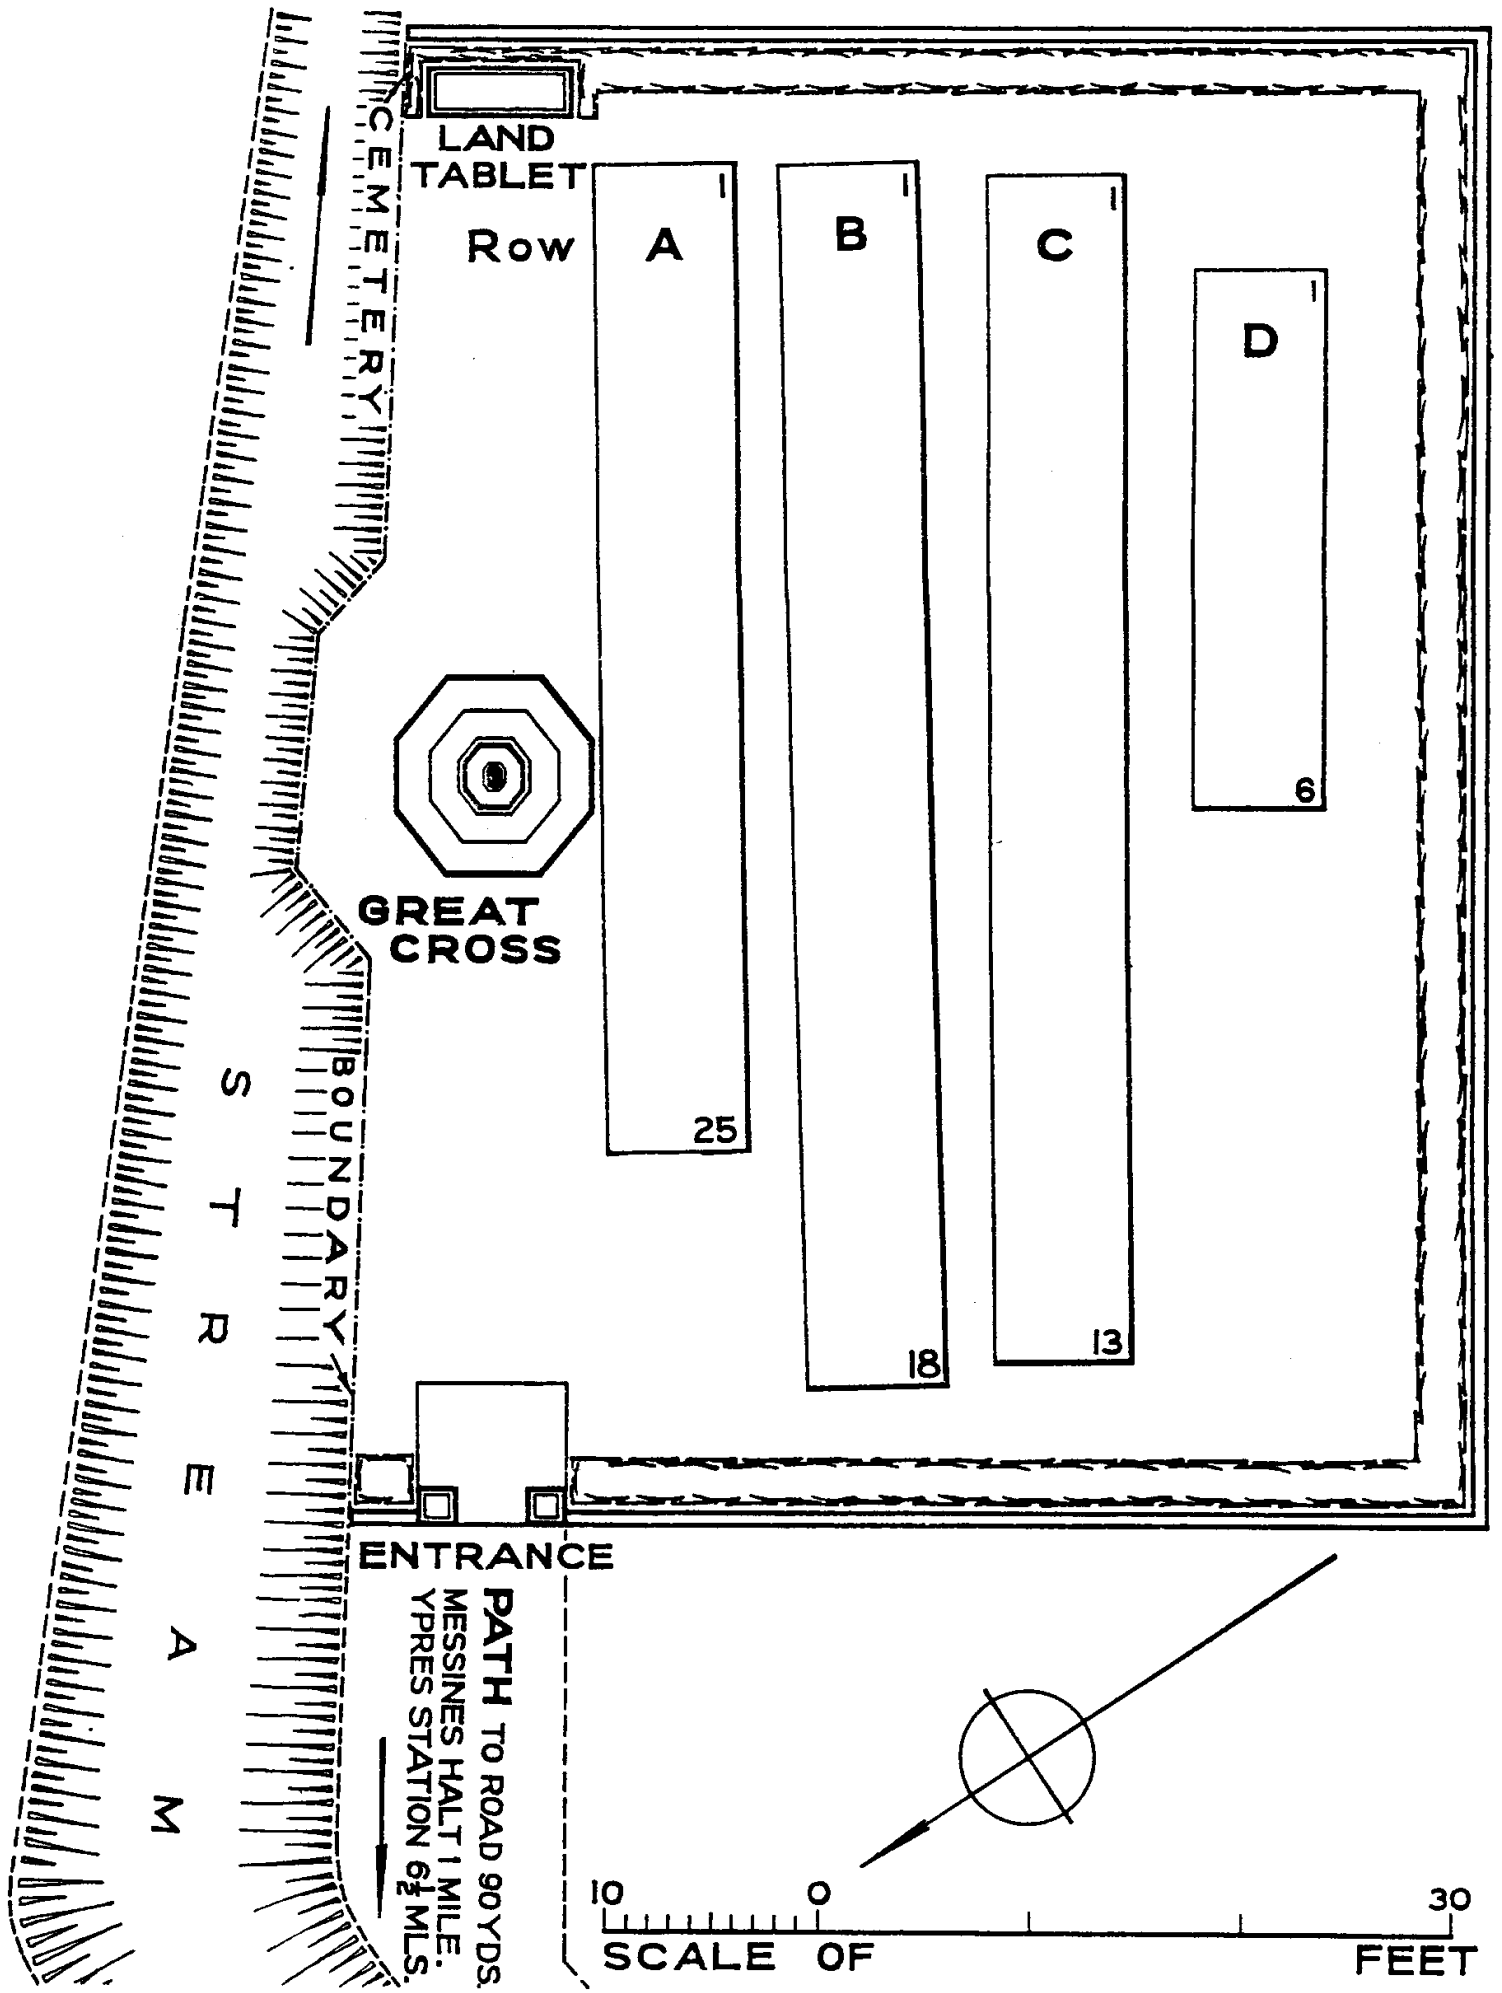 LAND
TABLET
CEMETERY
BOUNDARY
Row
A
B
C
D
1
1
1
1
6
25
18
13
GREAT
CROSS
STREAM
ENTRANCE
PATH TO ROAD 90 YDS.
MESSINES HALT 1 MILE.
YPRES STATION 6½ MLS.
10 0 30
SCALE OF FEET